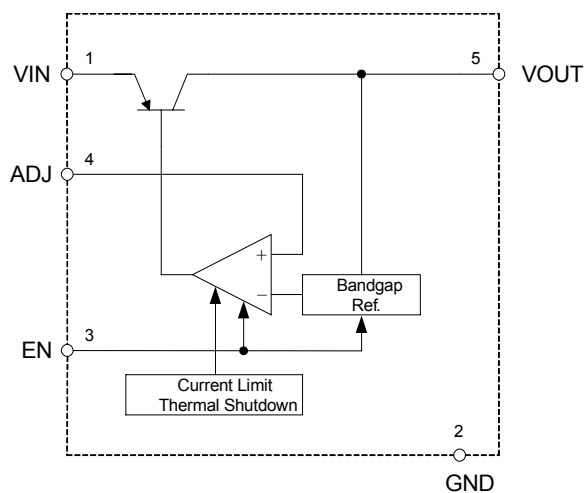 1
VIN
5
VOUT
4
ADJ
+
−
Bandgap
Ref.
3
EN
Current Limit
Thermal Shutdown
2
GND